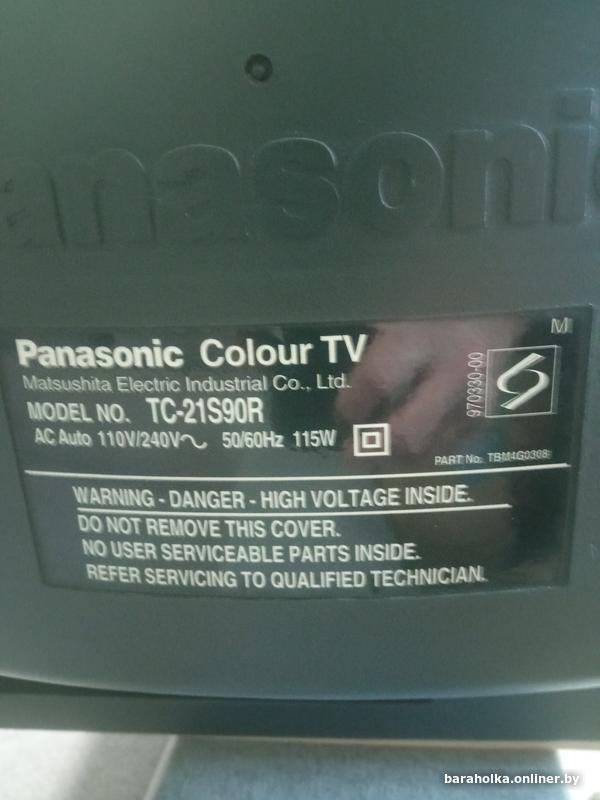 Panasonic
M
Panasonic Colour TV
Matsushita Electric Industrial Co., Ltd.
MODEL NO. TC-21S90R
AC Auto 110V/240V~ 50/60Hz 115W
970330-00
PART No. TBM4G0308
WARNING - DANGER - HIGH VOLTAGE INSIDE.
DO NOT REMOVE THIS COVER.
NO USER SERVICEABLE PARTS INSIDE.
REFER SERVICING TO QUALIFIED TECHNICIAN.
baraholka.onliner.by